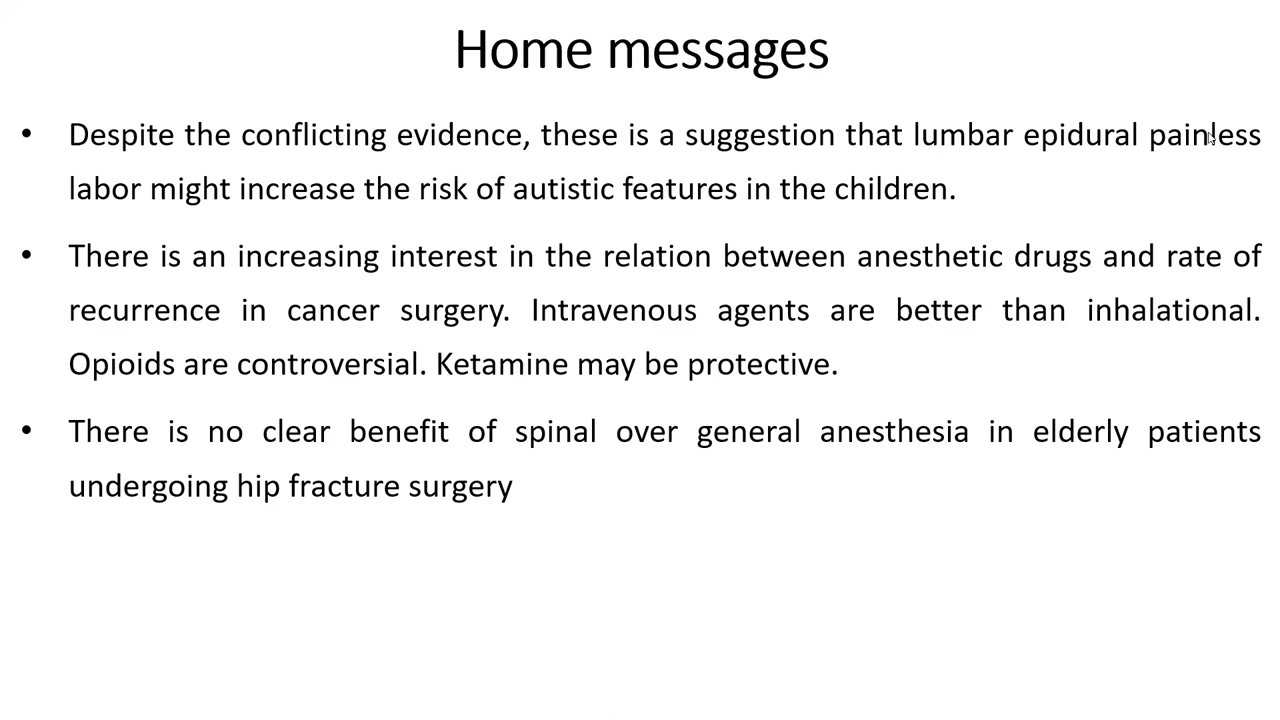 Home messages
• Despite the conflicting evidence, these is a suggestion that lumbar epidural painless
labor might increase the risk of autistic features in the children.
• There is an increasing interest in the relation between anesthetic drugs and rate of
recurrence in cancer surgery. Intravenous agents are better than inhalational.
Opioids are controversial. Ketamine may be protective.
• There is no clear benefit of spinal over general anesthesia in elderly patients
undergoing hip fracture surgery